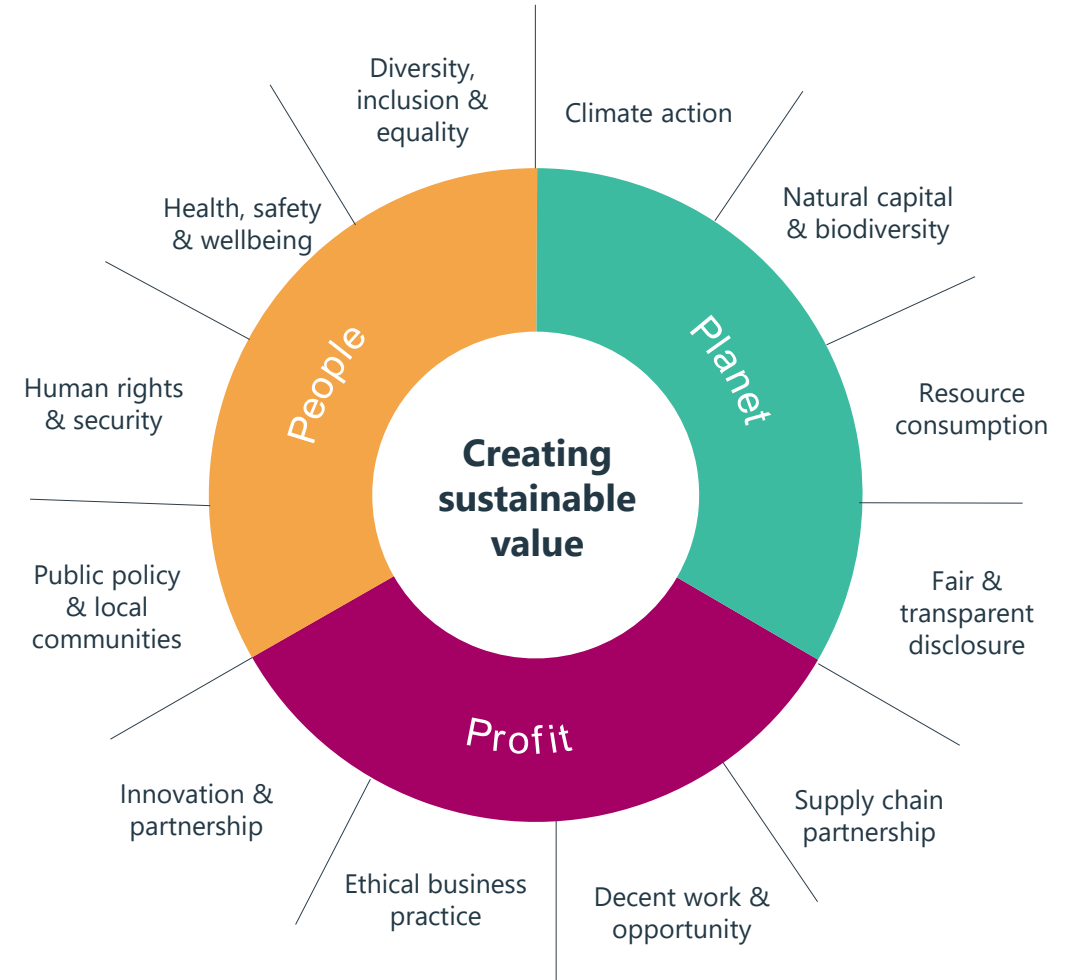 Diversity,
inclusion &
equality
Climate action
Natural capital
& biodiversity
Health, safety
& wellbeing
People
Planet
Human rights
& security
Resource
consumption
Creating
sustainable
value
Public policy
& local
communities
Fair &
transparent
disclosure
Profit
Innovation &
partnership
Supply chain
partnership
Ethical business
practice
Decent work &
opportunity